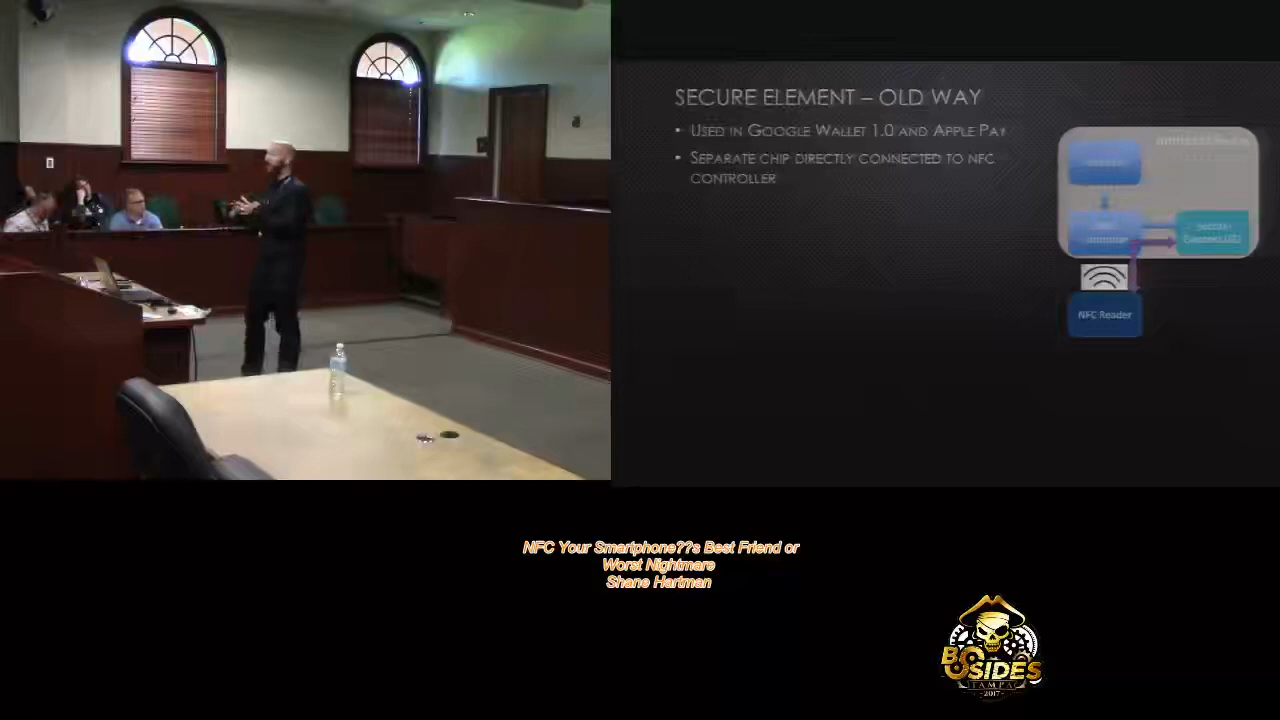 SECURE ELEMENT – OLD WAY
• USED IN GOOGLE WALLET 1.0 AND APPLE PAY
• SEPARATE CHIP DIRECTLY CONNECTED TO NFC
CONTROLLER
NFC Reader
NFC Your Smartphone??s Best Friend or
Worst Nightmare
Shane Hartman
BSIDES
TAMPA
-2017-